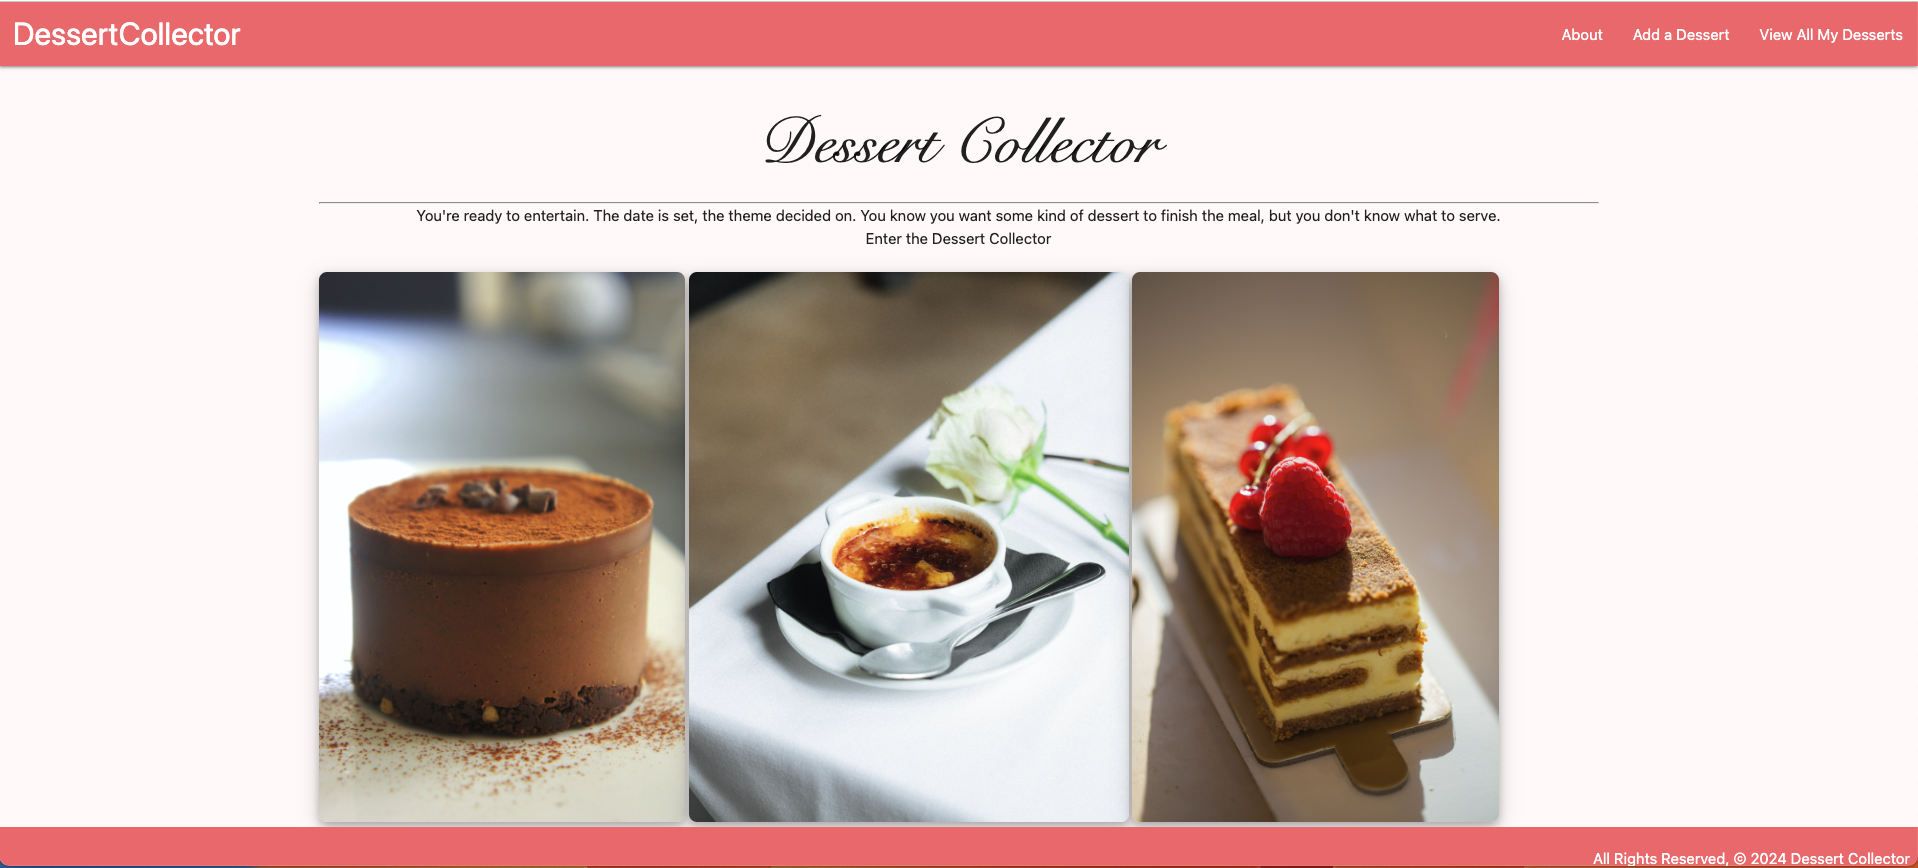 DessertCollector
About
Add a Dessert
View All My Desserts
Dessert Collector
You're ready to entertain. The date is set, the theme decided on. You know you want some kind of dessert to finish the meal, but you don't know what to serve.
Enter the Dessert Collector
All Rights Reserved, © 2024 Dessert Collector